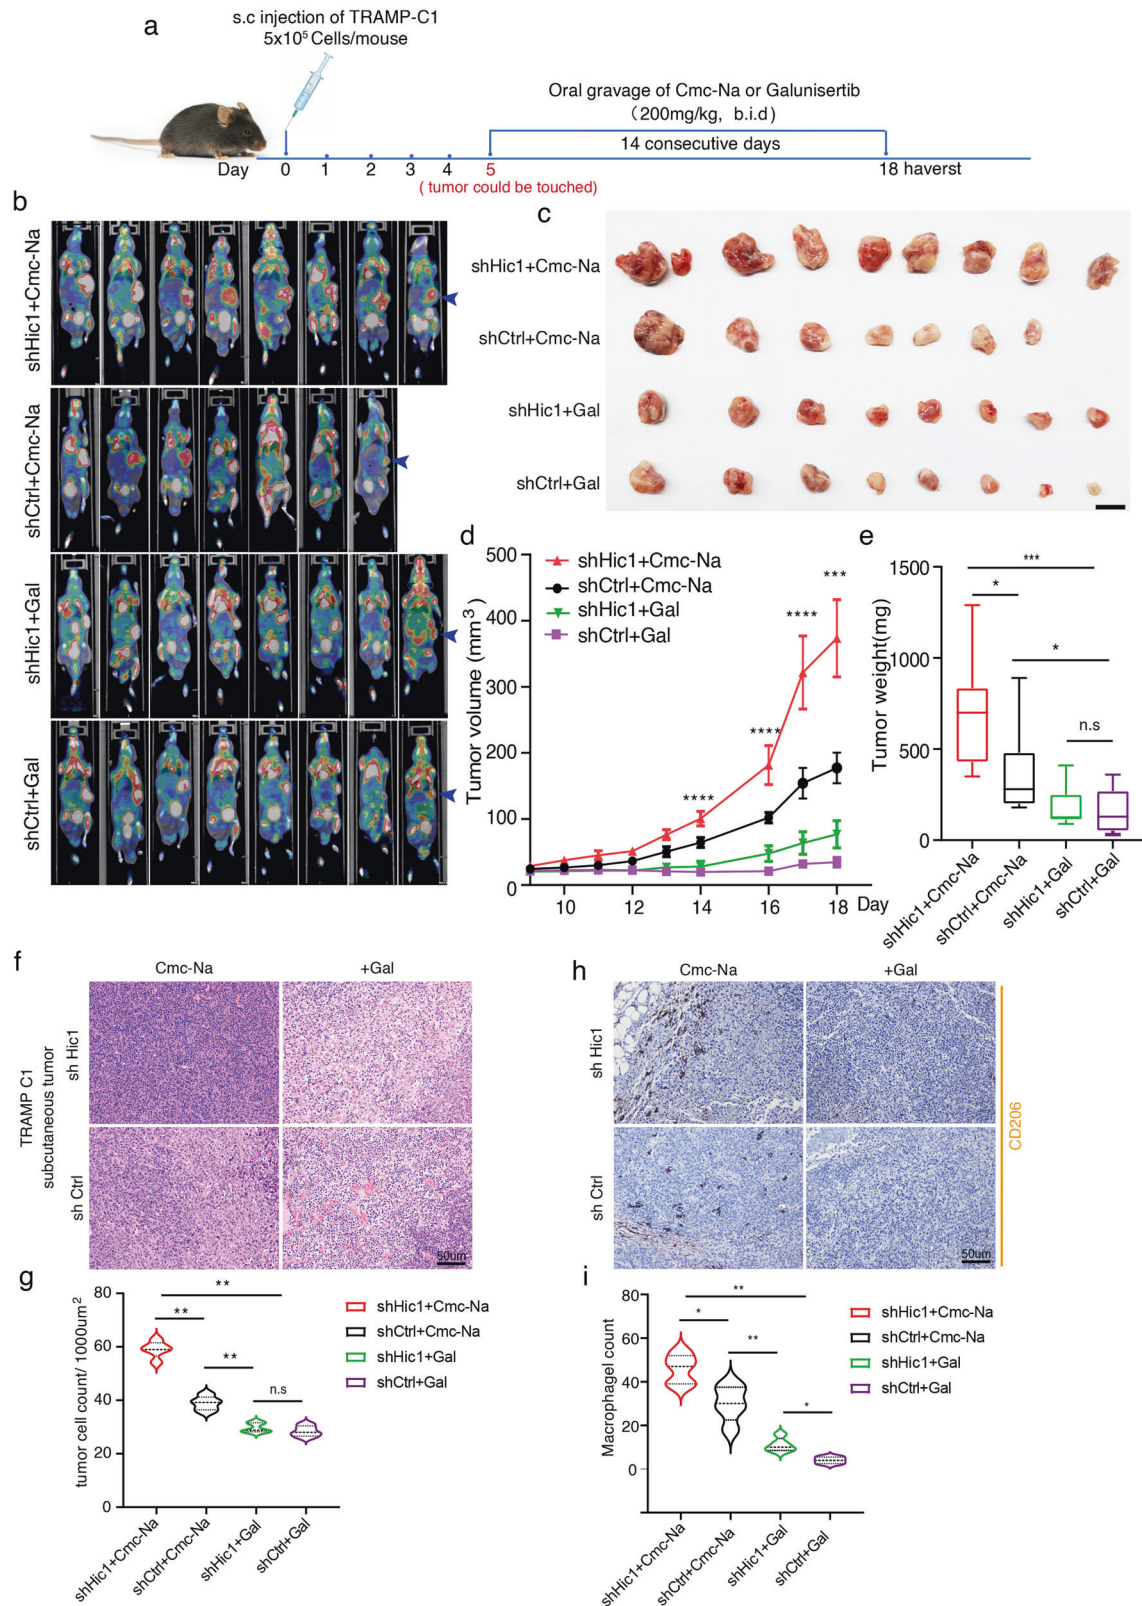 a
s.c injection of TRAMP-C1
5x10⁵ Cells/mouse
Oral gravage of Cmc-Na or Galunisertib
（200mg/kg, b.i.d）
14 consecutive days
Day 0 1 2 3 4 5 18 haverst
( tumor could be touched)
b
shHic1+Cmc-Na
shCtrl+Cmc-Na
shHic1+Gal
shCtrl+Gal
c
shHic1+Cmc-Na
shCtrl+Cmc-Na
shHic1+Gal
shCtrl+Gal
d
Tumor volume (mm³)
500
400
300
200
100
0
10 12 14 16 18 Day
shHic1+Cmc-Na
shCtrl+Cmc-Na
shHic1+Gal
shCtrl+Gal
****
****
****
***
e
Tumor weight(mg)
1500
1000
500
0
***
*
*
n.s
shHic1+Cmc-Na
shCtrl+Cmc-Na
shHic1+Gal
shCtrl+Gal
f
Cmc-Na +Gal
TRAMP C1
subcutaneous tumor
sh Hic1
sh Ctrl
50um
h
Cmc-Na +Gal
sh Hic1
sh Ctrl
CD206
50um
g
tumor cell count/ 1000um²
80
60
40
20
0
**
**
**
n.s
shHic1+Cmc-Na
shCtrl+Cmc-Na
shHic1+Gal
shCtrl+Gal
shHic1+Cmc-Na
shCtrl+Cmc-Na
shHic1+Gal
shCtrl+Gal
i
Macrophagel count
80
60
40
20
0
**
*
**
*
shHic1+Cmc-Na
shCtrl+Cmc-Na
shHic1+Gal
shCtrl+Gal
shHic1+Cmc-Na
shCtrl+Cmc-Na
shHic1+Gal
shCtrl+Gal